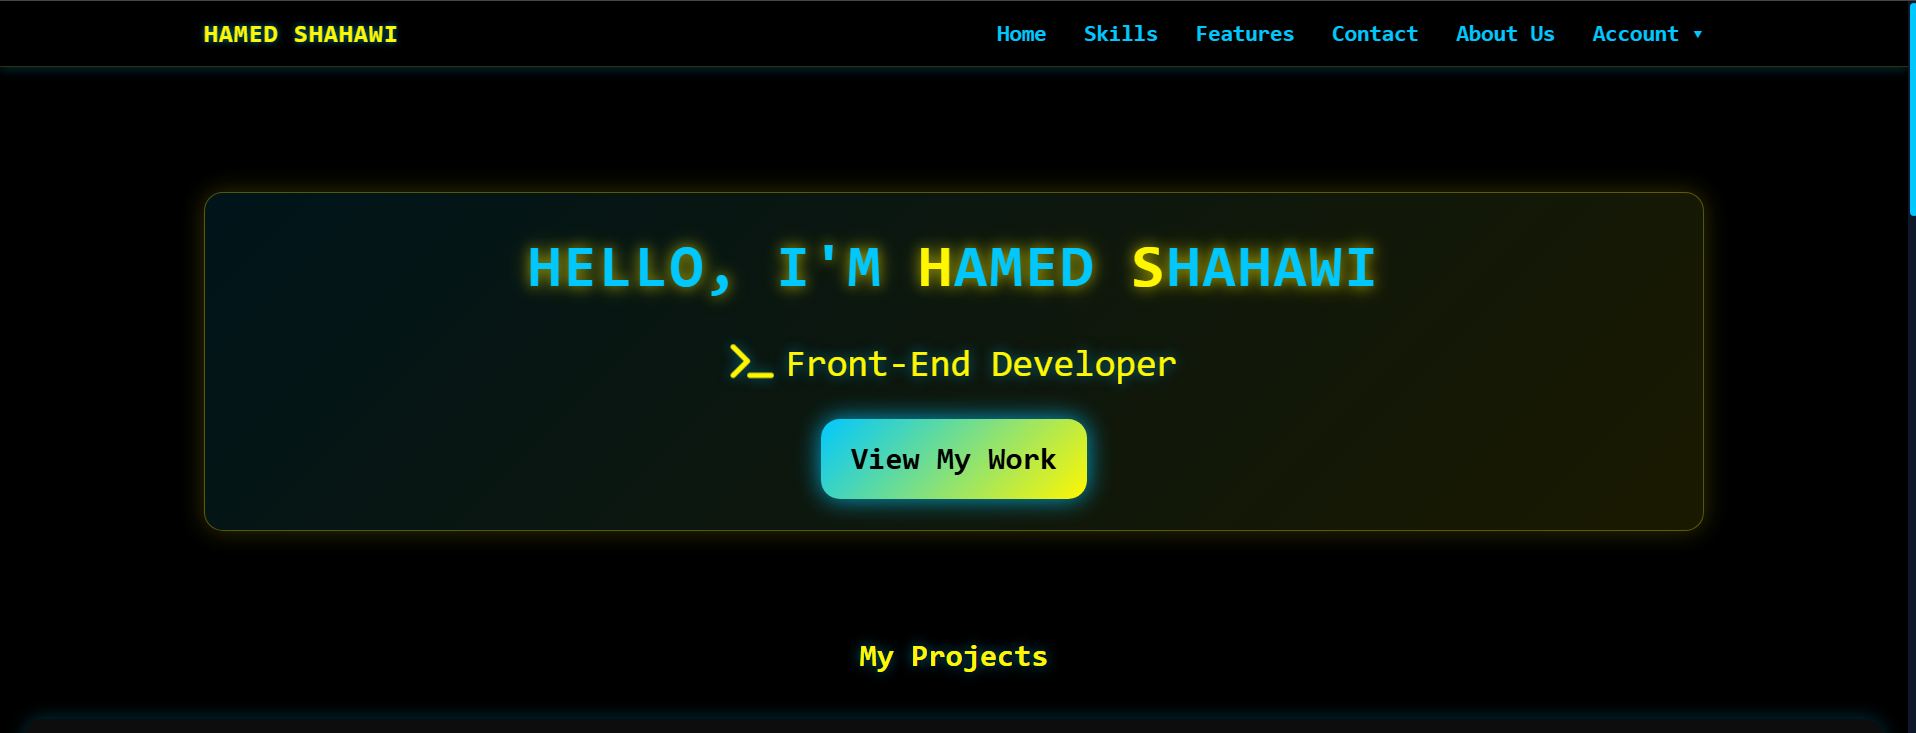 HAMED SHAHAWI
Home Skills Features Contact About Us Account ▾
HELLO, I'M HAMED SHAHAWI
Front-End Developer
View My Work
My Projects